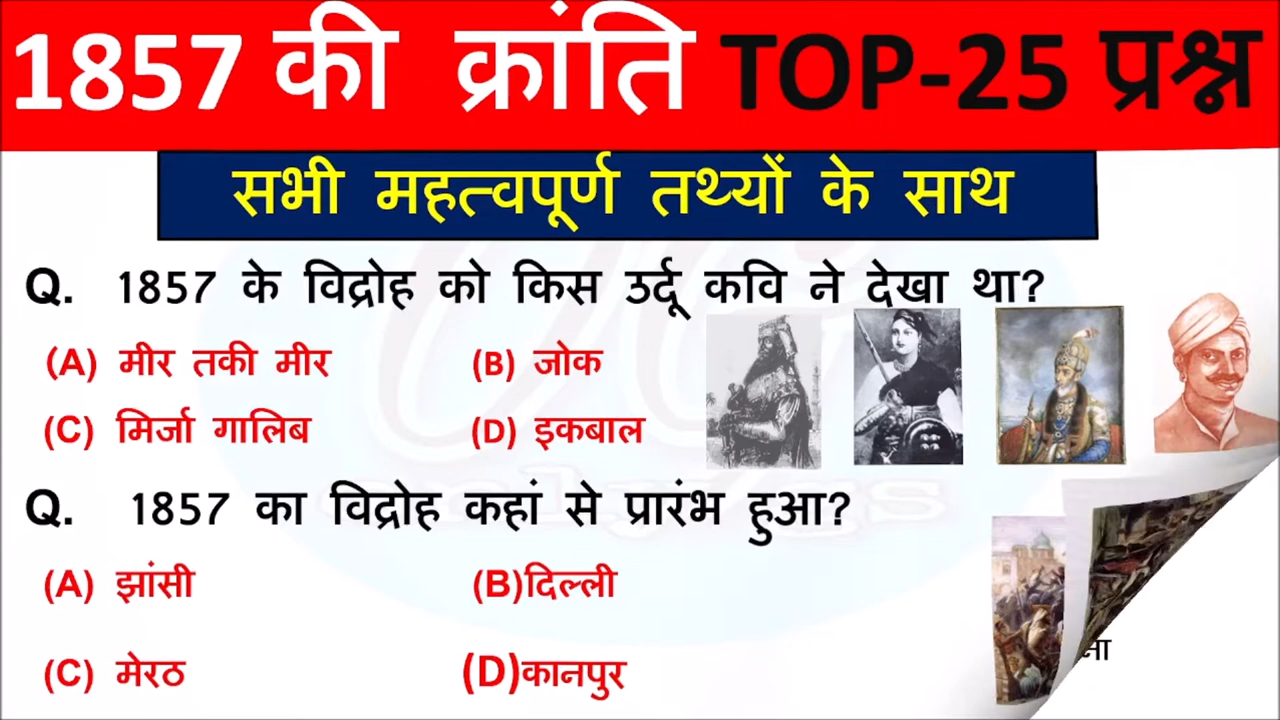 1857 की क्रांति TOP-25 प्रश्न
सभी महत्वपूर्ण तथ्यों के साथ
Q. 1857 के विद्रोह को किस उर्दू कवि ने देखा था?
(A) मीर तकी मीर (B) जोक
(C) मिर्जा गालिब (D) इकबाल
Q. 1857 का विद्रोह कहां से प्रारंभ हुआ?
(A) झांसी (B)दिल्ली
(C) मेरठ (D)कानपुर